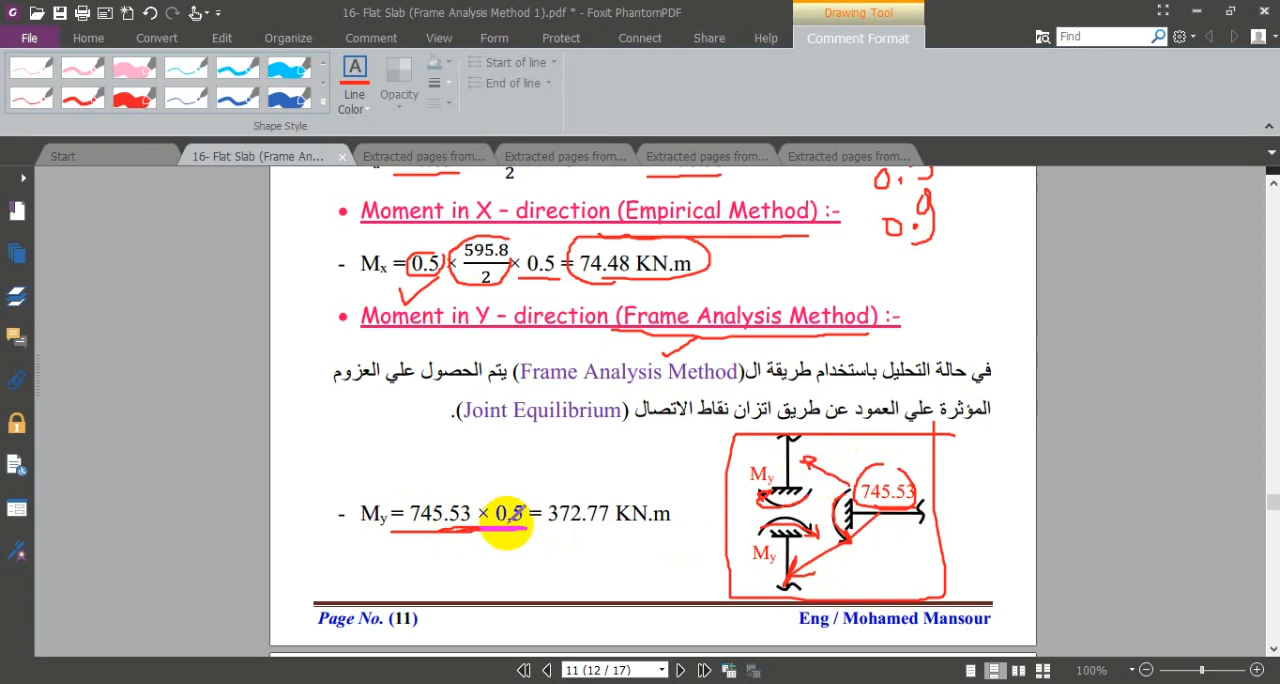 16- Flat Slab (Frame Analysis Method 1).pdf * - Foxit PhantomPDF
Drawing Tool
File Home Convert Edit Organize Comment View Form Protect Connect Share Help Comment Format
Find
Line Color
Opacity
Start of line
End of line
Shape Style
Start
16- Flat Slab (Frame An...
Extracted pages from...
Extracted pages from...
Extracted pages from...
Extracted pages from...
2
• Moment in X – direction (Empirical Method) :-
- Mx = 0.5 × 595.8/2 × 0.5 = 74.48 KN.m
• Moment in Y – direction (Frame Analysis Method) :-
في حالة التحليل باستخدام طريقة ال(Frame Analysis Method) يتم الحصول علي العزوم
المؤثرة علي العمود عن طريق اتزان نقاط الاتصال (Joint Equilibrium).
My
745.53
My
- My = 745.53 × 0.5 = 372.77 KN.m
Page No. (11)
Eng / Mohamed Mansour
11 (12 / 17)
100%